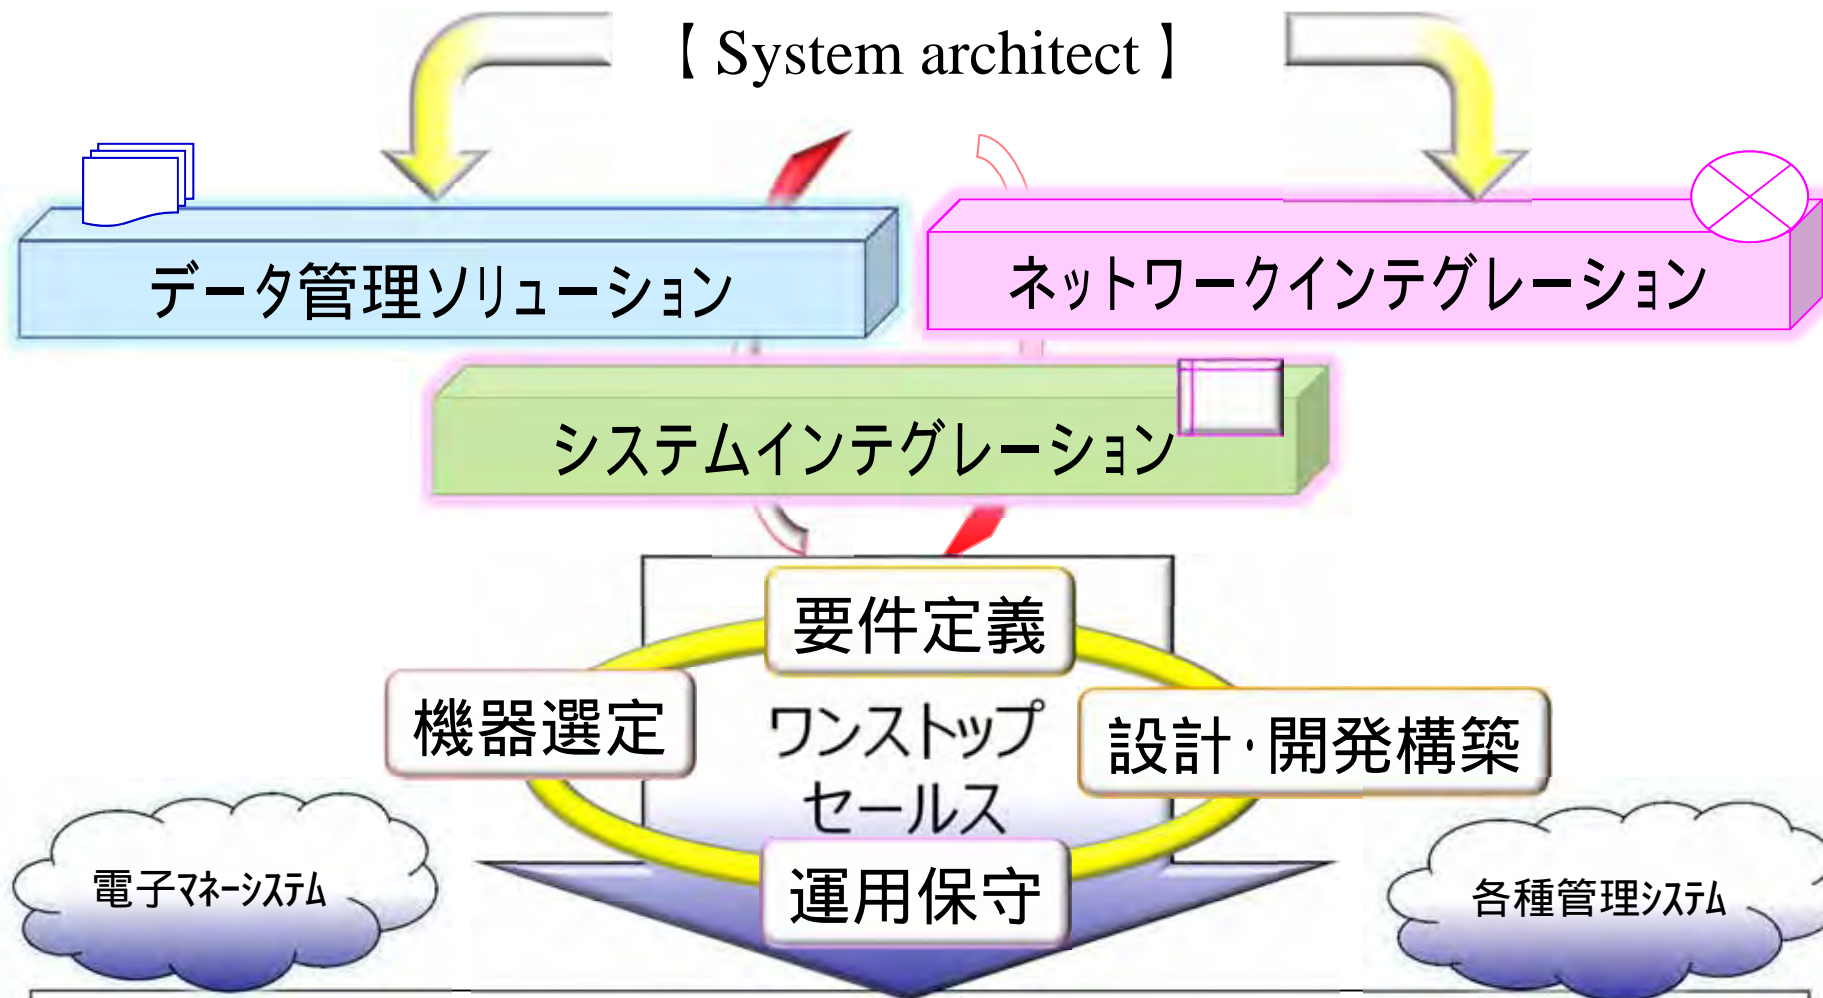 【 System architect 】
データ管理ソリューション
ネットワークインテグレーション
システムインテグレーション
要件定義
機器選定
ワンストップ
セールス
設計・開発構築
運用保守
電子マネーシステム
各種管理システム